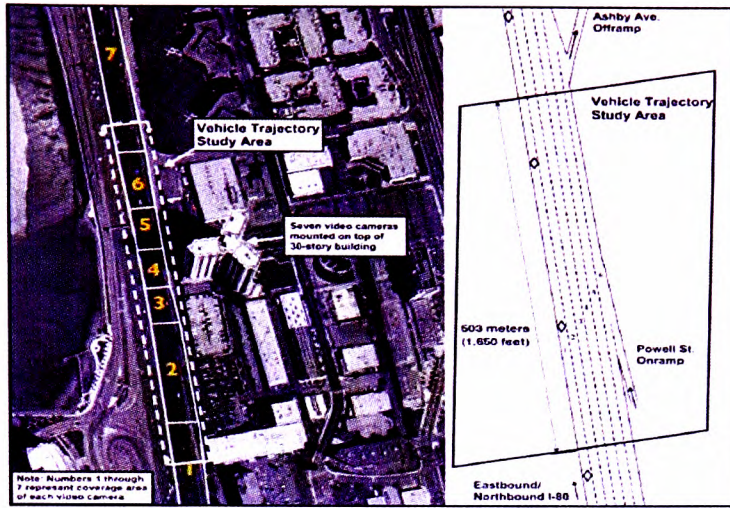 7
Vehicle Trajectory
Study Area
6
5
Seven video cameras
mounted on top of
30-story building
4
3
2
1
Note: Numbers 1 through
7 represent coverage area
of each video camera
Ashby Ave.
Offramp
Vehicle Trajectory
Study Area
503 meters
(1,650 feet)
Powell St.
Onramp
Eastbound/
Northbound I-80